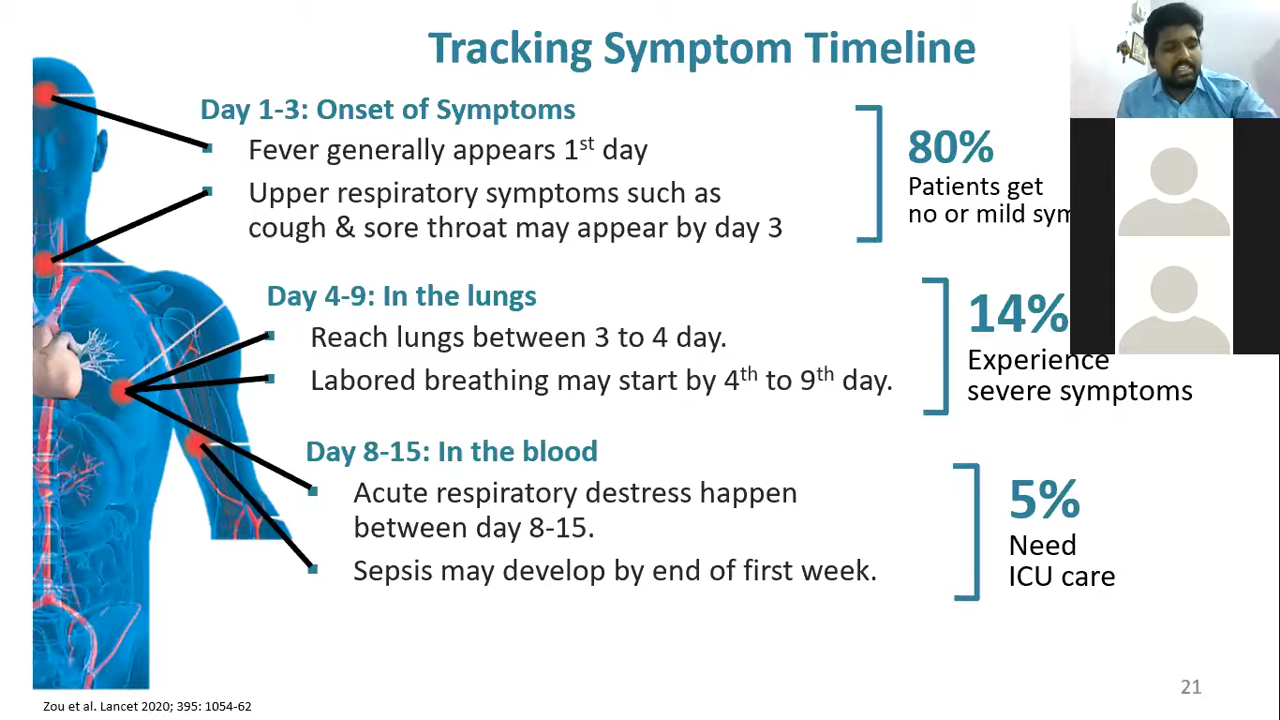 Tracking Symptom Timeline
Day 1-3: Onset of Symptoms
Fever generally appears 1st day
Upper respiratory symptoms such as
cough & sore throat may appear by day 3
80%
Patients get
no or mild sym
Day 4-9: In the lungs
Reach lungs between 3 to 4 day.
Labored breathing may start by 4th to 9th day.
14%
Experience
severe symptoms
Day 8-15: In the blood
Acute respiratory destress happen
between day 8-15.
Sepsis may develop by end of first week.
5%
Need
ICU care
21
Zou et al. Lancet 2020; 395: 1054-62